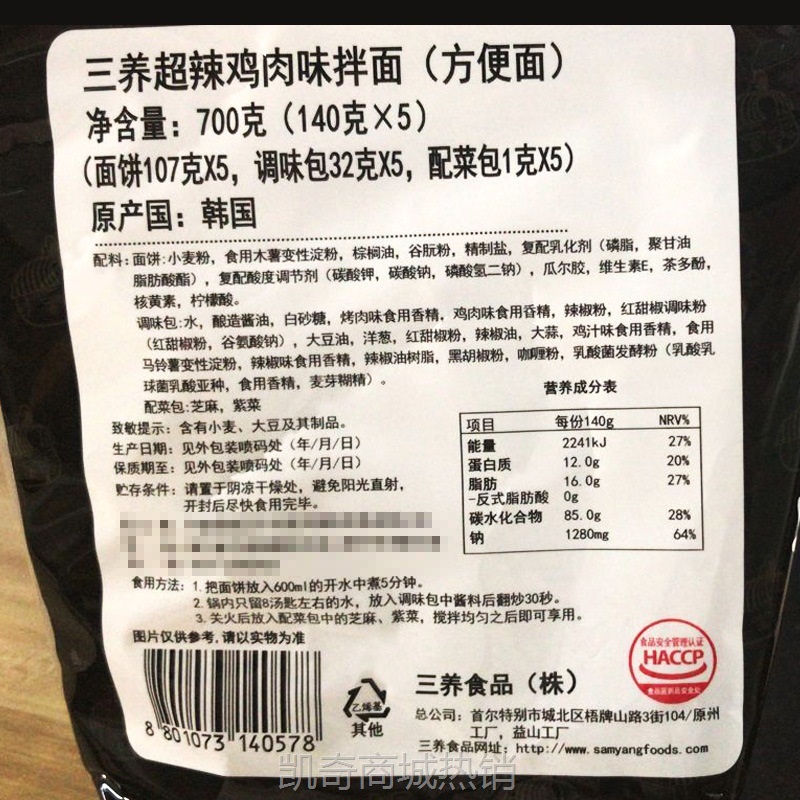 三养超辣鸡肉味拌面（方便面）
净含量：700克（140克×5）
（面饼107克X5，调味包32克X5，配菜包1克X5）
原产国：韩国
配料：面饼:小麦粉，食用木薯变性淀粉，棕榈油，谷朊粉，精制盐，复配乳化剂（磷脂，聚甘油
脂肪酸酯），复配酸度调节剂（碳酸钾，碳酸钠，磷酸氢二钠），瓜尔胶，维生素E，茶多酚，
核黄素，柠檬酸。
调味包:水，酿造酱油，白砂糖，烤肉味食用香精，鸡肉味食用香精，辣椒粉，红甜椒调味粉
（红甜椒粉，谷氨酸钠），大豆油，洋葱，红甜椒粉，辣椒油，大蒜，鸡汁味食用香精，食用
马铃薯变性淀粉，辣椒味食用香精，辣椒油树脂，黑胡椒粉，咖喱粉，乳酸菌发酵粉（乳酸乳
球菌乳酸亚种，食用香精，麦芽糊精）。
配菜包:芝麻，紫菜
致敏提示：含有小麦、大豆及其制品。
生产日期：见外包装喷码处（年/月/日）
保质期至：见外包装喷码处（年/月/日）
贮存条件：请置于阴凉干燥处，避免阳光直射，
开封后尽快食用完毕。
营养成分表
项目 每份140g NRV%
能量 2241kJ 27%
蛋白质 12.0g 20%
脂肪 16.0g 27%
-反式脂肪酸 0g
碳水化合物 85.0g 28%
钠 1280mg 64%
食用方法：1.把面饼放入600ml的开水中煮5分钟。
2.锅内只留8汤匙左右的水，放入调味包中酱料后翻炒30秒。
3.关火后放入配菜包中的芝麻、紫菜，搅拌均匀之后即可享用。
图片仅供参考,请以实物为准
8 801073 140578
乙烯基
其他
三养食品（株）
总公司：首尔特别市城北区梧牌山路3街104/原州
工厂，益山工厂
三养食品网址：http://www.samyangfoods.com
食品安全管理认证
HACCP
凯奇商城热销